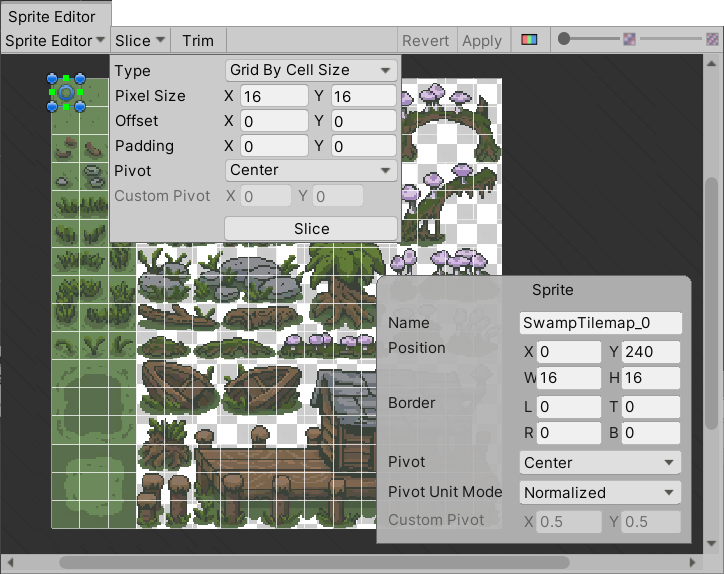 Sprite Editor
Sprite Editor Slice Trim Revert Apply
Type Grid By Cell Size
Pixel Size X 16 Y 16
Offset X 0 Y 0
Padding X 0 Y 0
Pivot Center
Custom Pivot X 0 Y 0
Slice
Sprite
Name SwampTilemap_0
Position X 0 Y 240
W 16 H 16
Border L 0 T 0
R 0 B 0
Pivot Center
Pivot Unit Mode Normalized
Custom Pivot X 0.5 Y 0.5